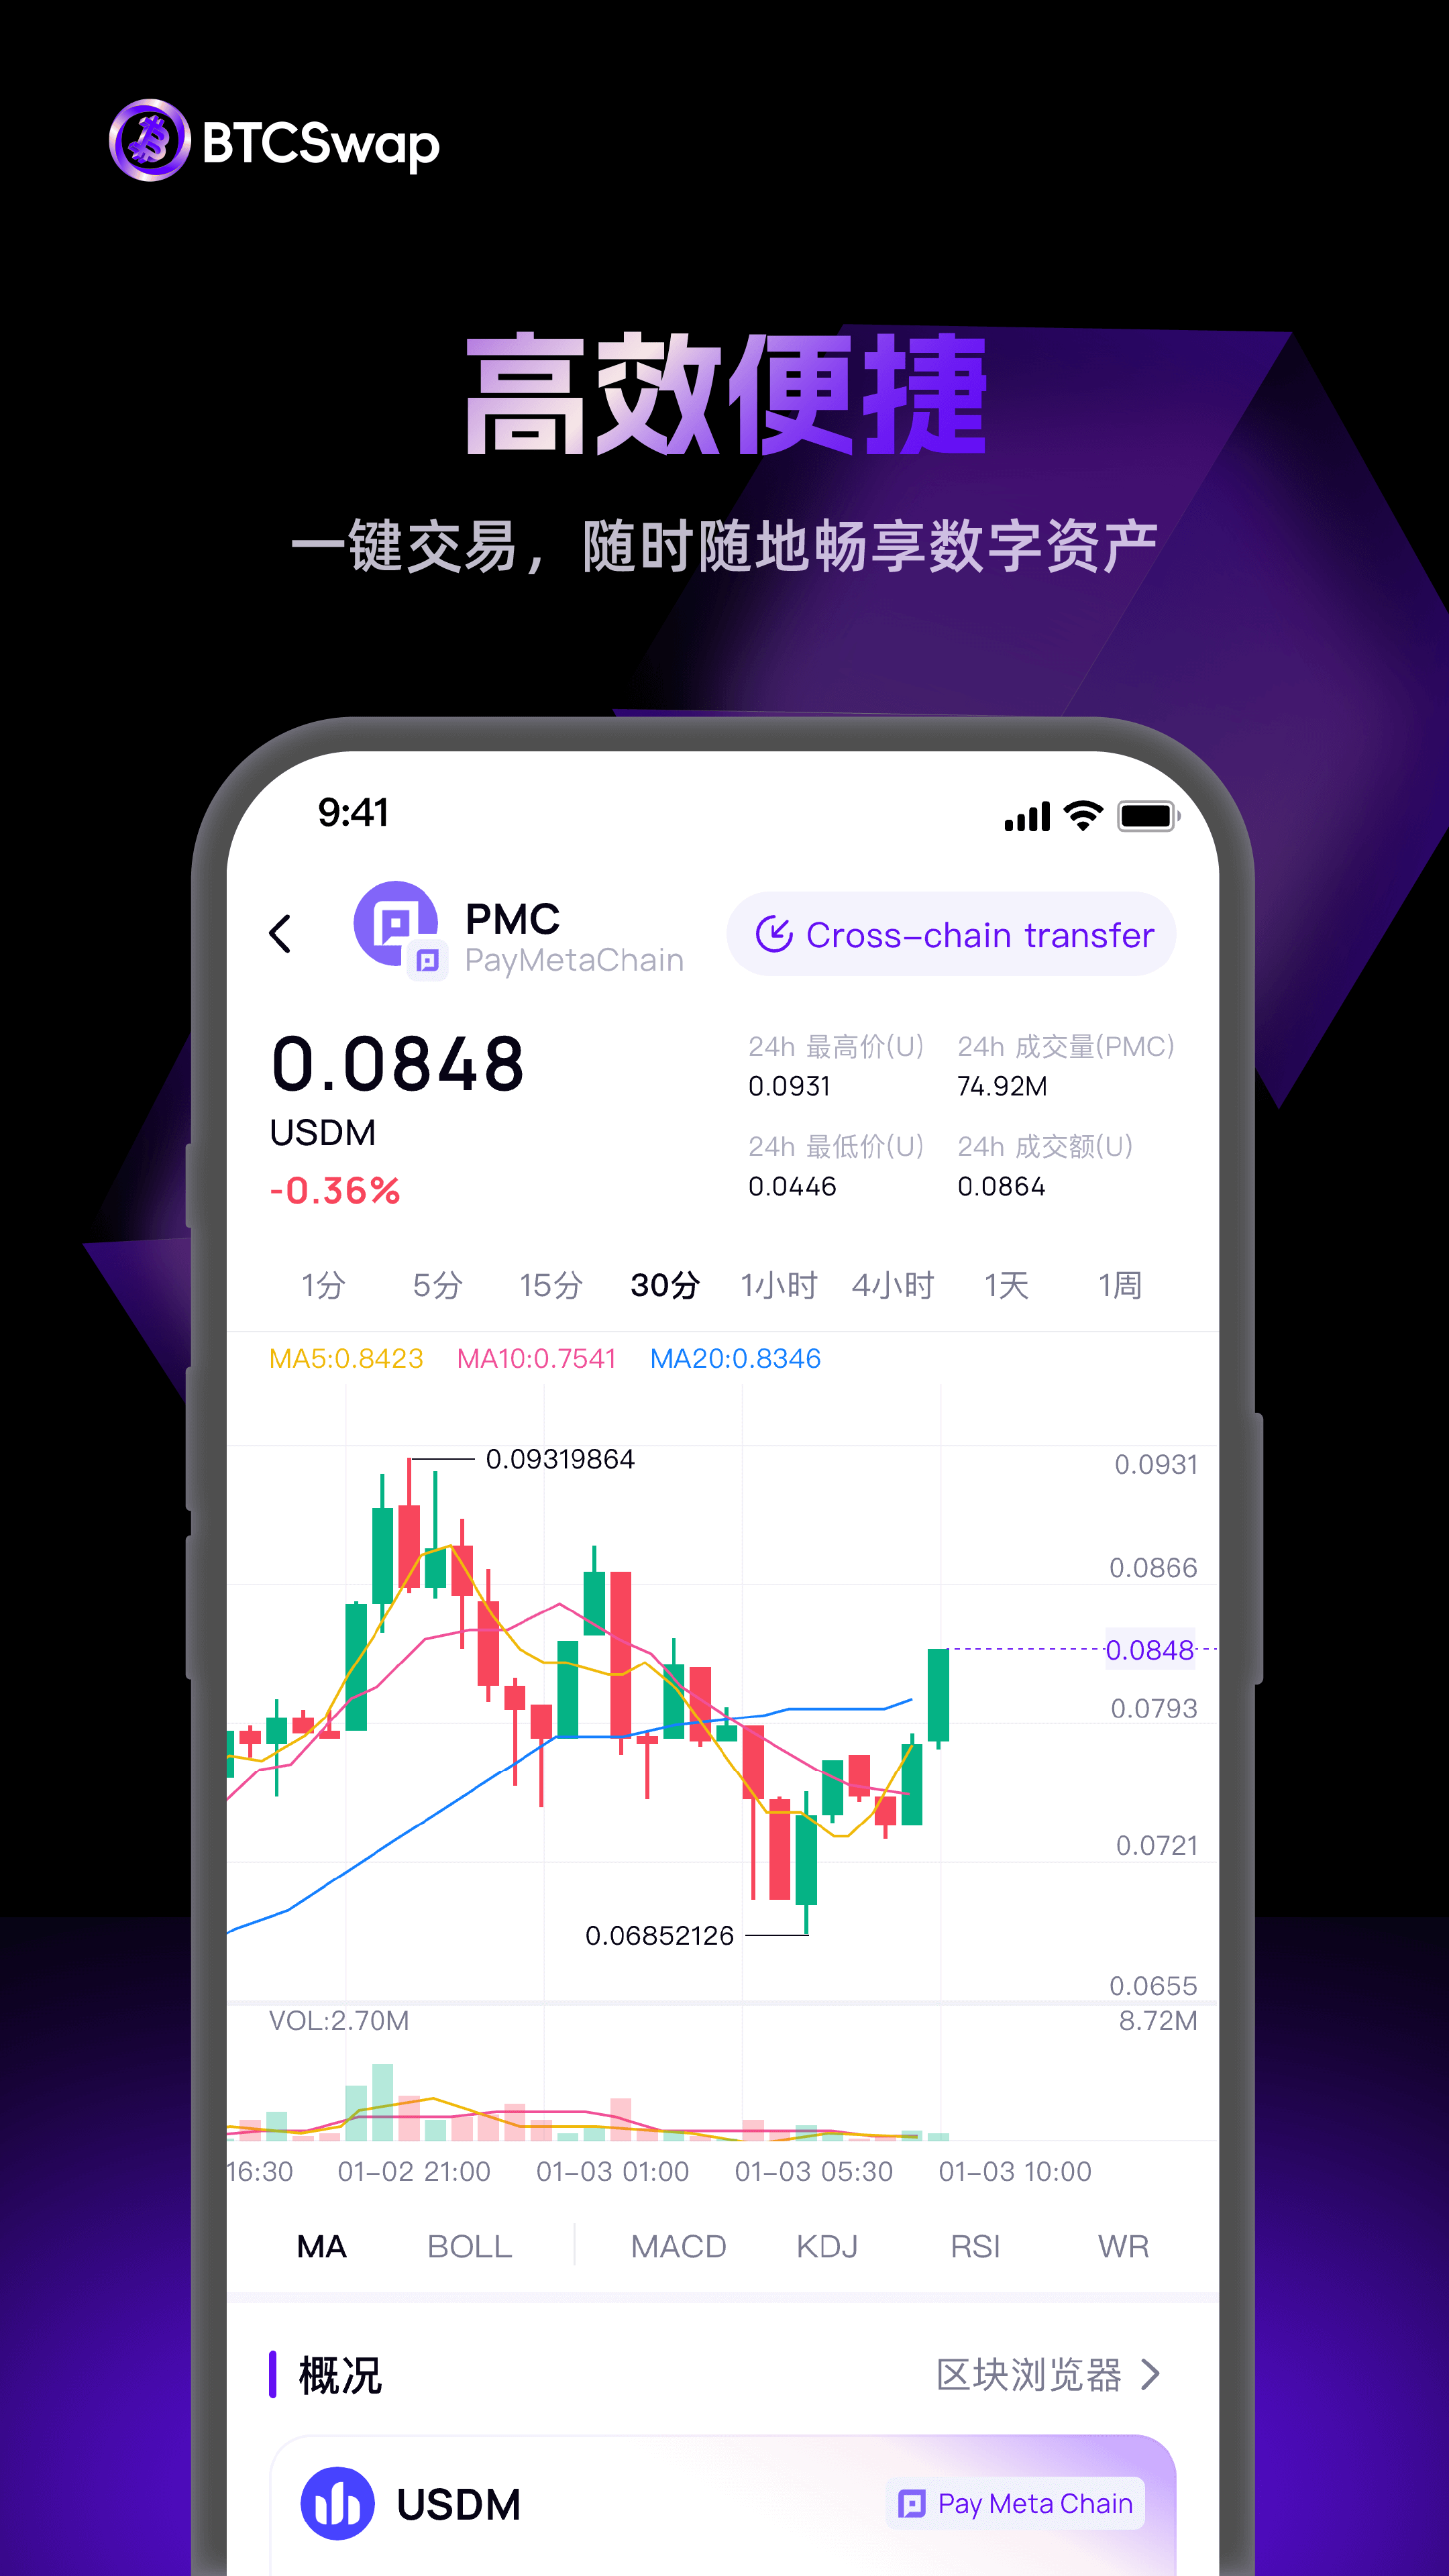 BTCSwap
高效便捷
一键交易，随时随地畅享数字资产
9:41
PMC
PayMetaChain
Cross-chain transfer
0.0848
USDM
-0.36%
24h 最高价(U)
0.0931
24h 成交量(PMC)
74.92M
24h 最低价(U)
0.0446
24h 成交额(U)
0.0864
1分 5分 15分 30分 1小时 4小时 1天 1周
MA5:0.8423 MA10:0.7541 MA20:0.8346
0.09319864
0.0931
0.0866
0.0848
0.0793
0.0721
0.06852126
0.0655
VOL:2.70M 8.72M
16:30 01-02 21:00 01-03 01:00 01-03 05:30 01-03 10:00
MA BOLL MACD KDJ RSI WR
概况 区块浏览器
USDM Pay Meta Chain